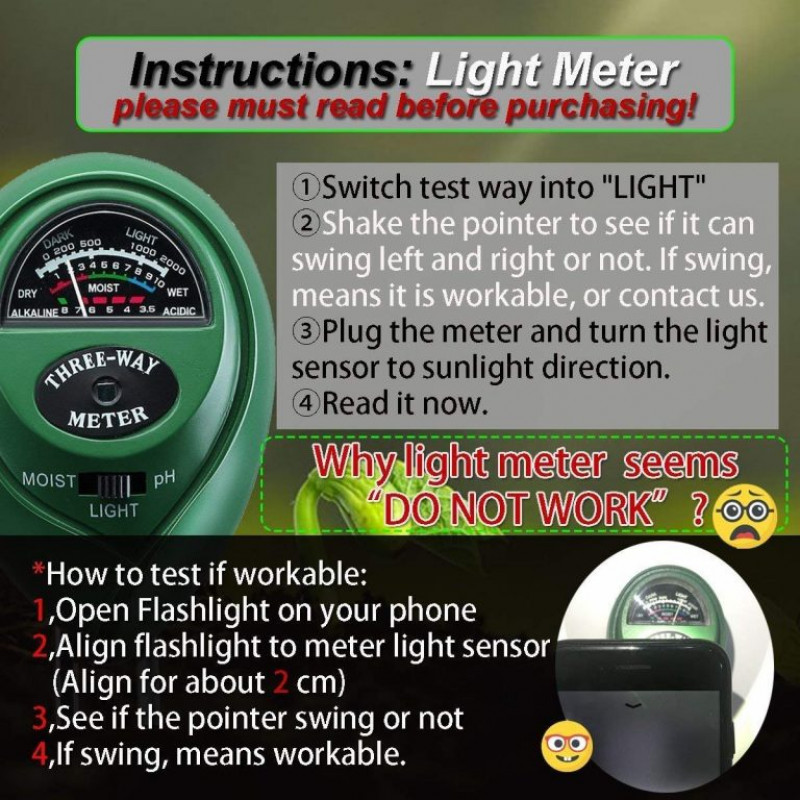 Instructions: Light Meter
please must read before purchasing!
①Switch test way into "LIGHT"
②Shake the pointer to see if it can
swing left and right or not. If swing,
means it is workable, or contact us.
③Plug the meter and turn the light
sensor to sunlight direction.
④Read it now.
DARK LIGHT
0 200 500 1000 2000
1 2 3 4 5 6 7 8 9 10
DRY MOIST WET
ALKALINE 8 7 6 5 4 3.5 ACIDIC
THREE-WAY
METER
MOIST pH
LIGHT
Why light meter seems
“DO NOT WORK” ?
*How to test if workable:
1,Open Flashlight on your phone
2,Align flashlight to meter light sensor
(Align for about 2 cm)
3,See if the pointer swing or not
4,If swing, means workable.